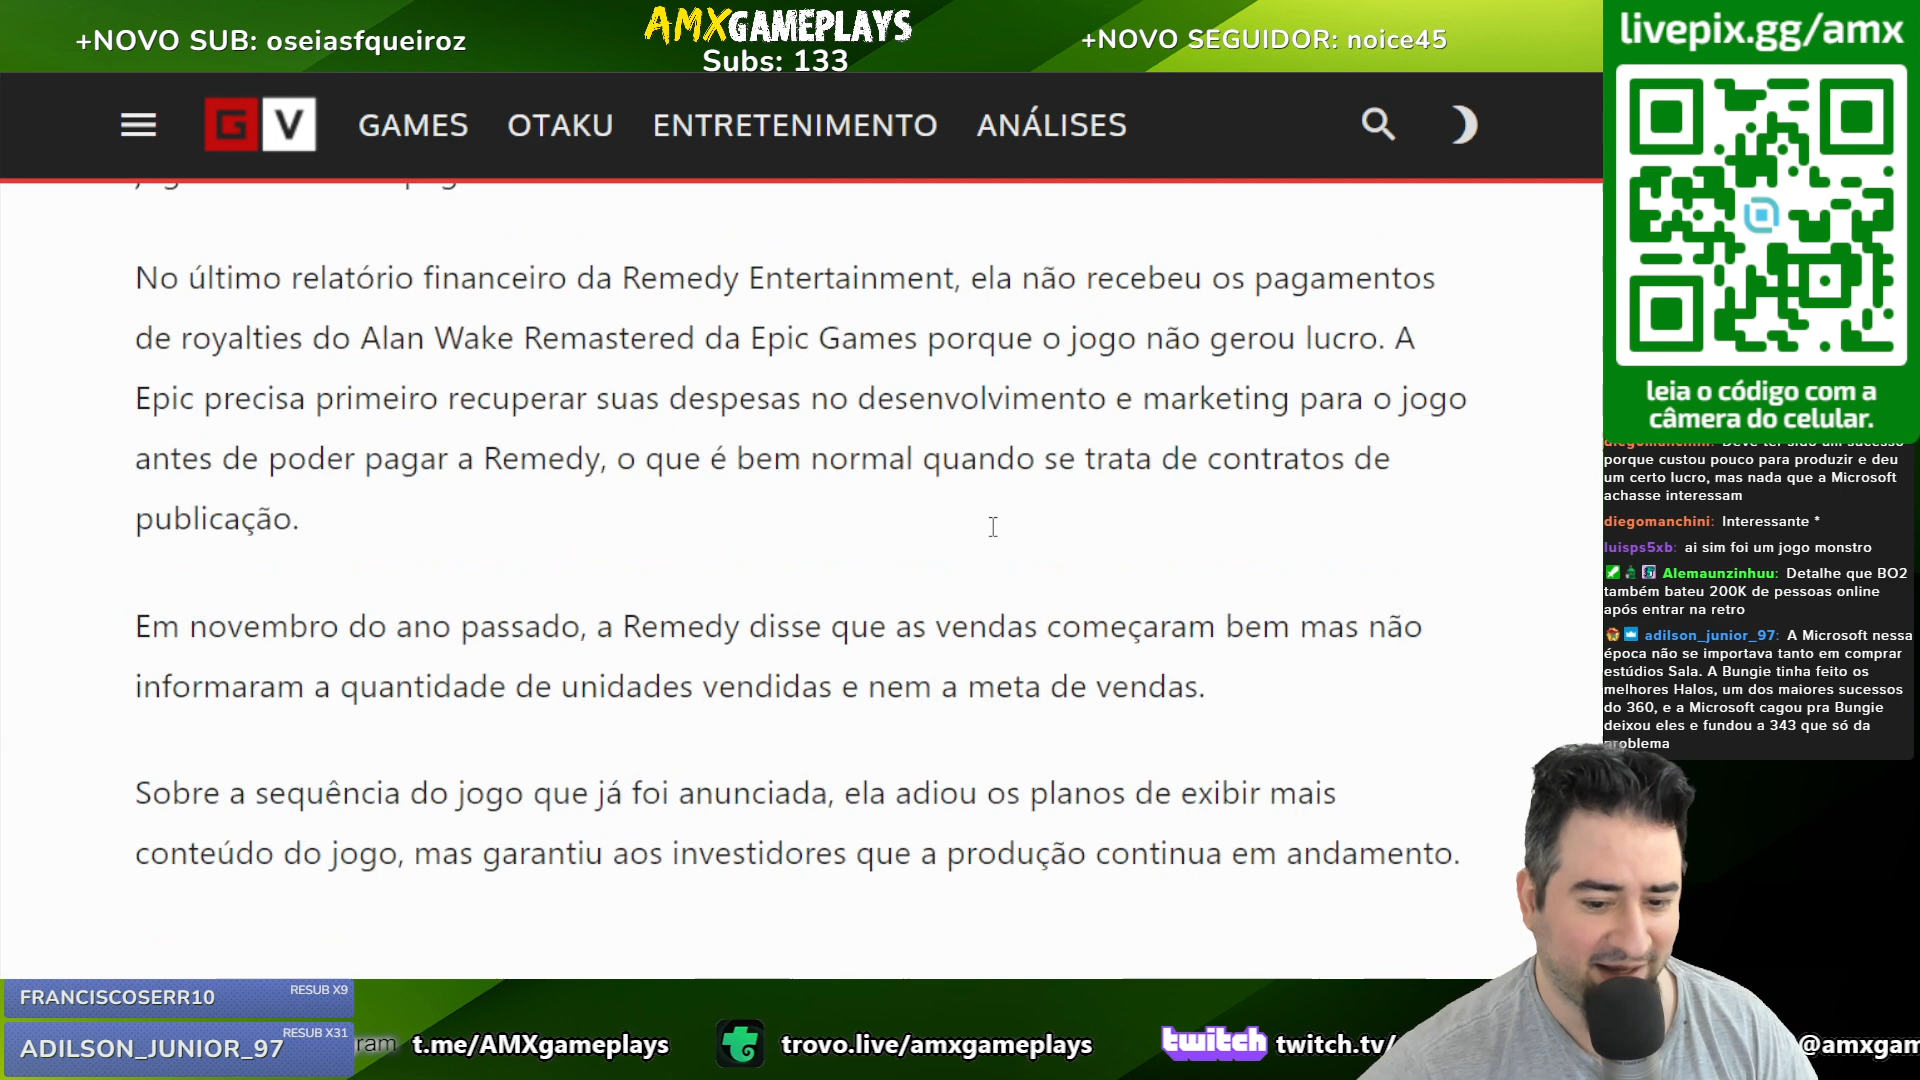 +NOVO SUB: oseiasfqueiroz
AMXGAMEPLAYS
Subs: 133
+NOVO SEGUIDOR: noice45
livepix.gg/amx
G V GAMES OTAKU ENTRETENIMENTO ANÁLISES
No último relatório financeiro da Remedy Entertainment, ela não recebeu os pagamentos
de royalties do Alan Wake Remastered da Epic Games porque o jogo não gerou lucro. A
Epic precisa primeiro recuperar suas despesas no desenvolvimento e marketing para o jogo
antes de poder pagar a Remedy, o que é bem normal quando se trata de contratos de
publicação.
Em novembro do ano passado, a Remedy disse que as vendas começaram bem mas não
informaram a quantidade de unidades vendidas e nem a meta de vendas.
Sobre a sequência do jogo que já foi anunciada, ela adiou os planos de exibir mais
conteúdo do jogo, mas garantiu aos investidores que a produção continua em andamento.
leia o código com a
câmera do celular.
diegomanchini: Deve ter sido um sucesso
porque custou pouco para produzir e deu
um certo lucro, mas nada que a Microsoft
achasse interessam
diegomanchini: Interessante *
luisps5xb: ai sim foi um jogo monstro
Alemaunzinhuu: Detalhe que BO2
também bateu 200K de pessoas online
após entrar na retro
adilson_junior_97: A Microsoft nessa
época não se importava tanto em comprar
estúdios Sala. A Bungie tinha feito os
melhores Halos, um dos maiores sucessos
do 360, e a Microsoft cagou pra Bungie
deixou eles e fundou a 343 que só da
problema
FRANCISCOSERR10 RESUB X9
ADILSON_JUNIOR_97 RESUB X31
ram t.me/AMXgameplays trovo.live/amxgameplays twitch twitch.tv/ @amxgam